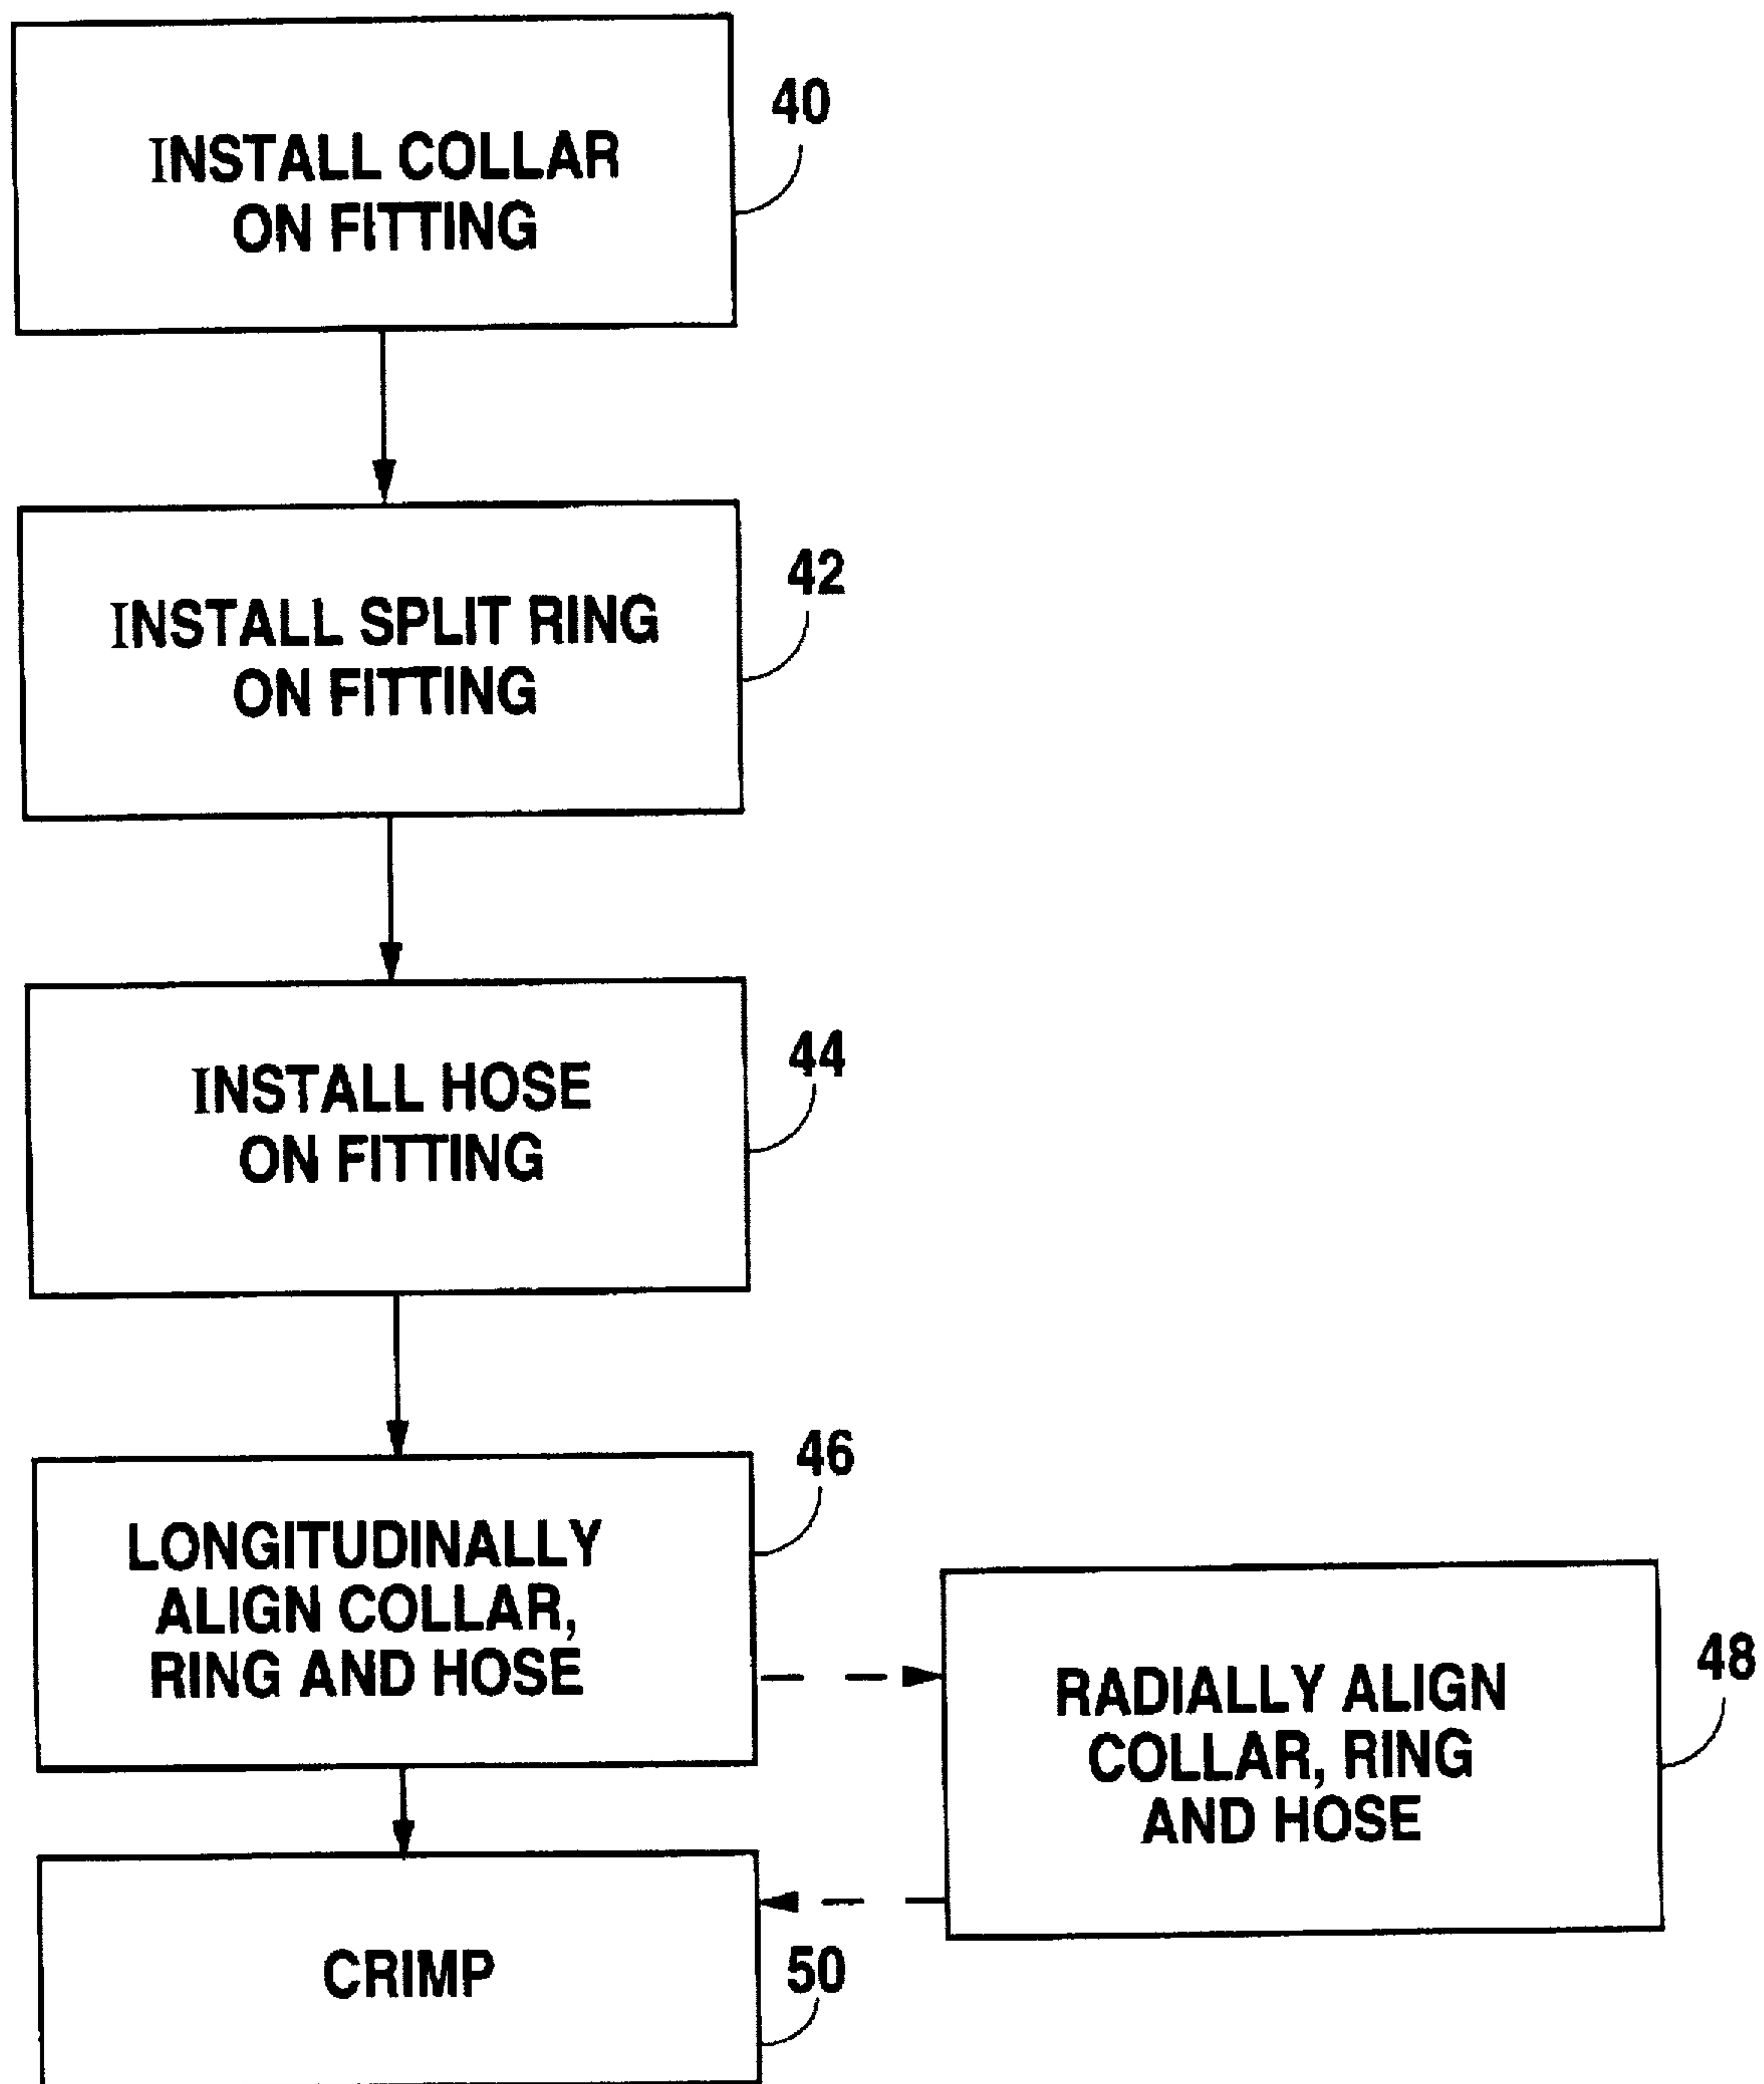 40
INSTALL COLLAR
ON FITTING
42
INSTALL SPLIT RING
ON FITTING
44
INSTALL HOSE
ON FITTING
46
LONGITUDINALLY
ALIGN COLLAR,
RING AND HOSE
48
RADIALLY ALIGN
COLLAR, RING
AND HOSE
50
CRIMP